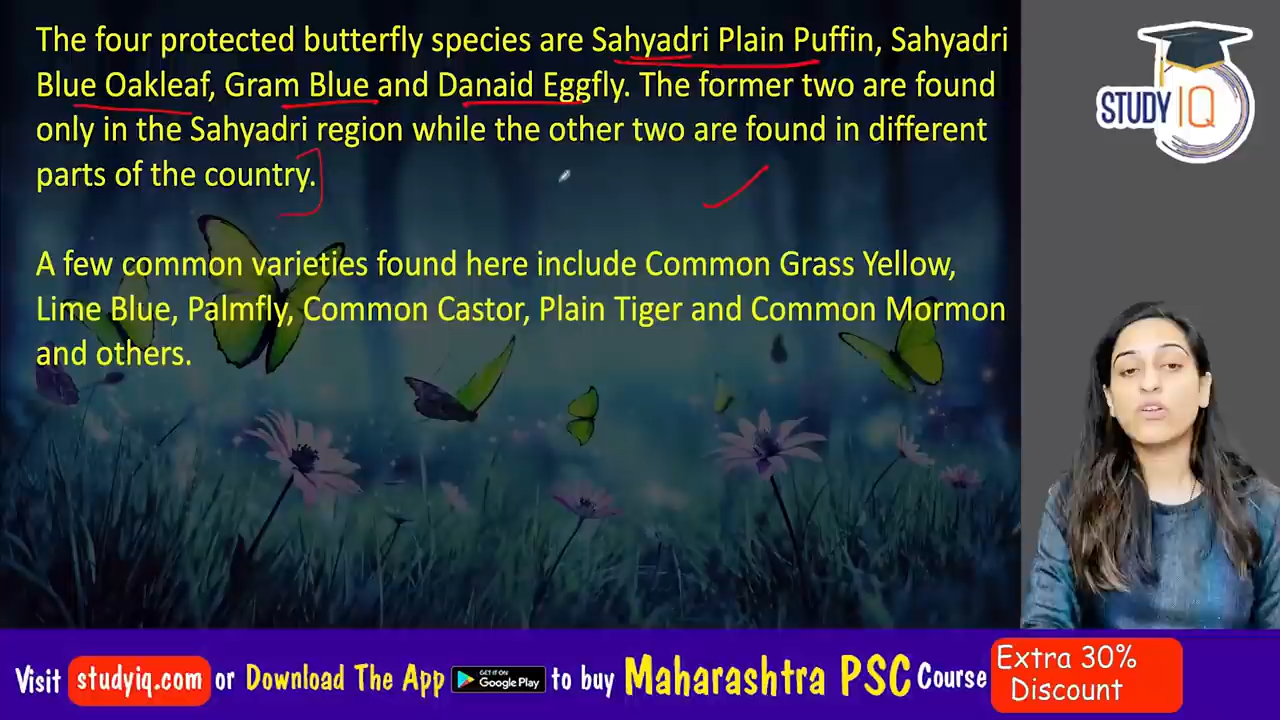 The four protected butterfly species are Sahyadri Plain Puffin, Sahyadri
Blue Oakleaf, Gram Blue and Danaid Eggfly. The former two are found
only in the Sahyadri region while the other two are found in different
parts of the country.
A few common varieties found here include Common Grass Yellow,
Lime Blue, Palmfly, Common Castor, Plain Tiger and Common Mormon
and others.
STUDY IQ
Visit studyiq.com or Download The App GET IT ON Google Play to buy Maharashtra PSC Course
Extra 30%
Discount